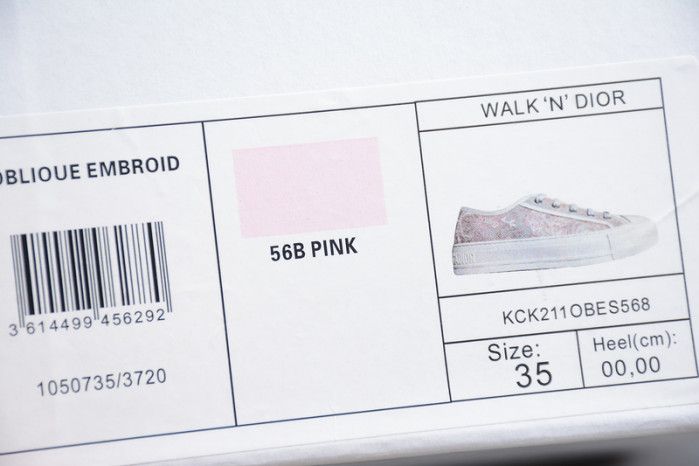 OBLIOUE EMBROID
3 614499 456292
1050735/3720
56B PINK
WALK 'N' DIOR
KCK211OBES568
Size:
35
Heel(cm):
00,00